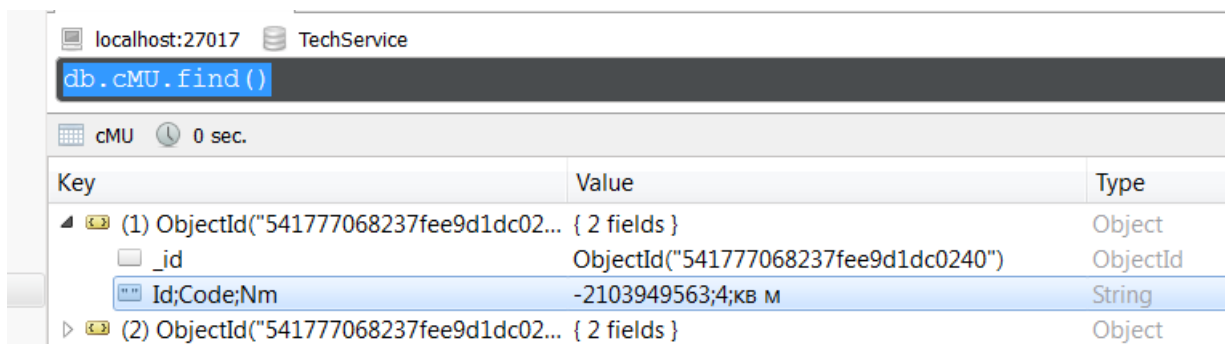 localhost:27017 TechService
db.cMU.find()
cMU 0 sec.
Key Value Type
(1) ObjectId("541777068237fee9d1dc02... { 2 fields } Object
_id ObjectId("541777068237fee9d1dc0240") ObjectId
Id;Code;Nm -2103949563;4;кв м String
(2) ObjectId("541777068237fee9d1dc02... { 2 fields } Object